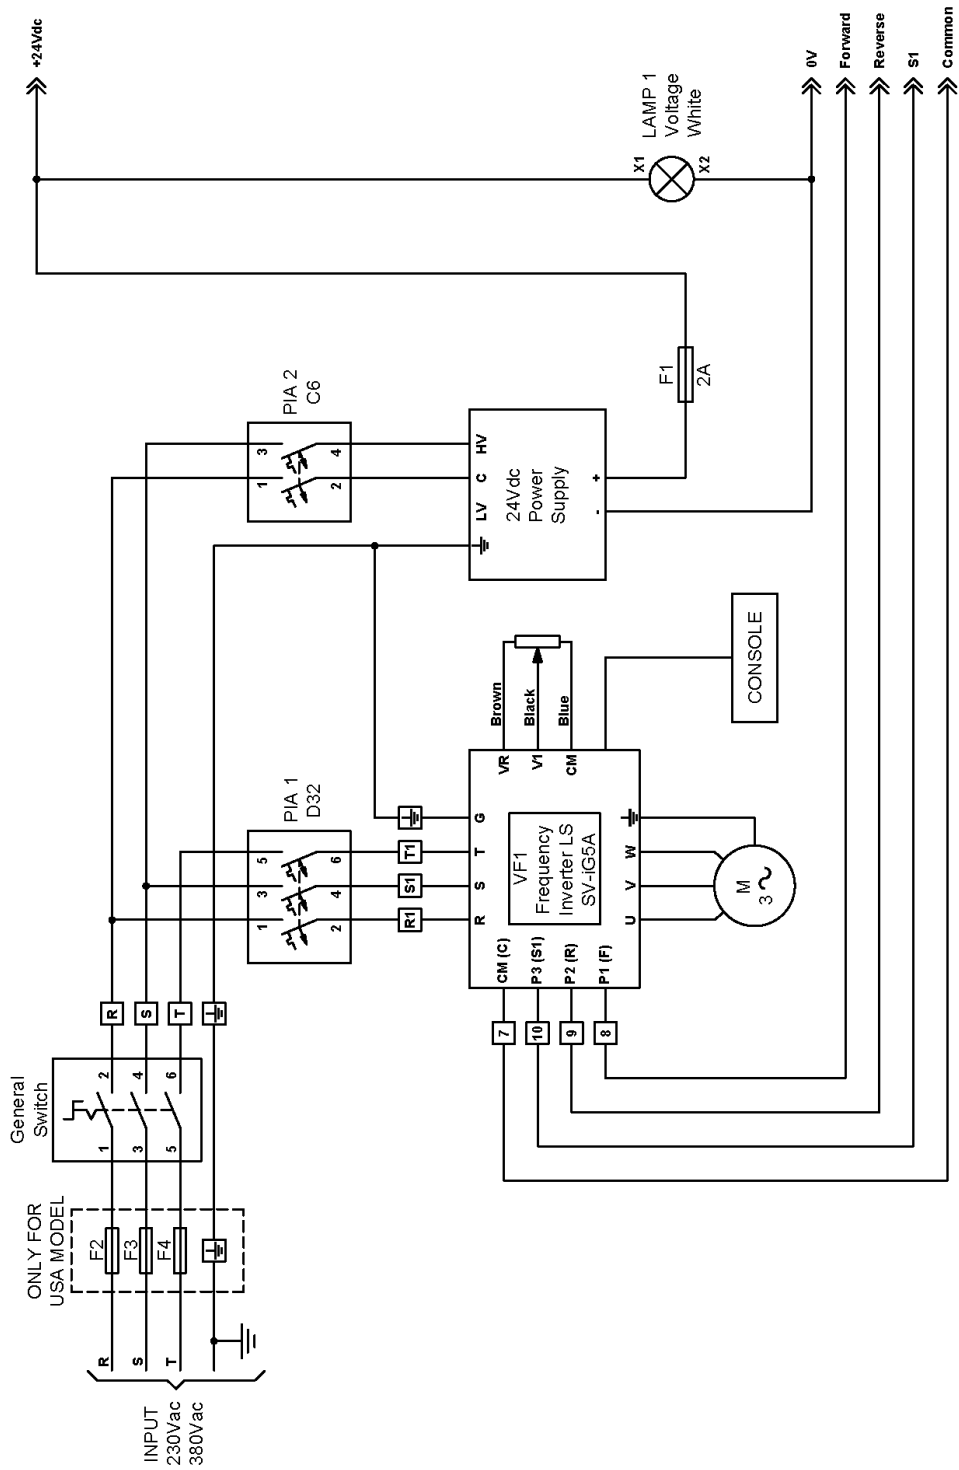 INPUT
230Vac
380Vac
R
S
T
ONLY FOR
USA MODEL
F2
F3
F4
General
Switch
1
2
3
4
5
6
R
S
T
PIA 1
D32
1
2
3
4
5
6
R1
S1
T1
R
S
T
G
VF1
Frequency
Inverter LS
SV-iG5A
CM (C)
P3 (S1)
P2 (R)
P1 (F)
7
10
9
8
U
V
W
M
3
VR
V1
CM
Brown
Black
Blue
CONSOLE
PIA 2
C6
1
2
3
4
LV
C
HV
24Vdc
Power
Supply
-
+
F1
2A
LAMP 1
Voltage
White
X1
X2
+24Vdc
0V
Forward
Reverse
S1
Common